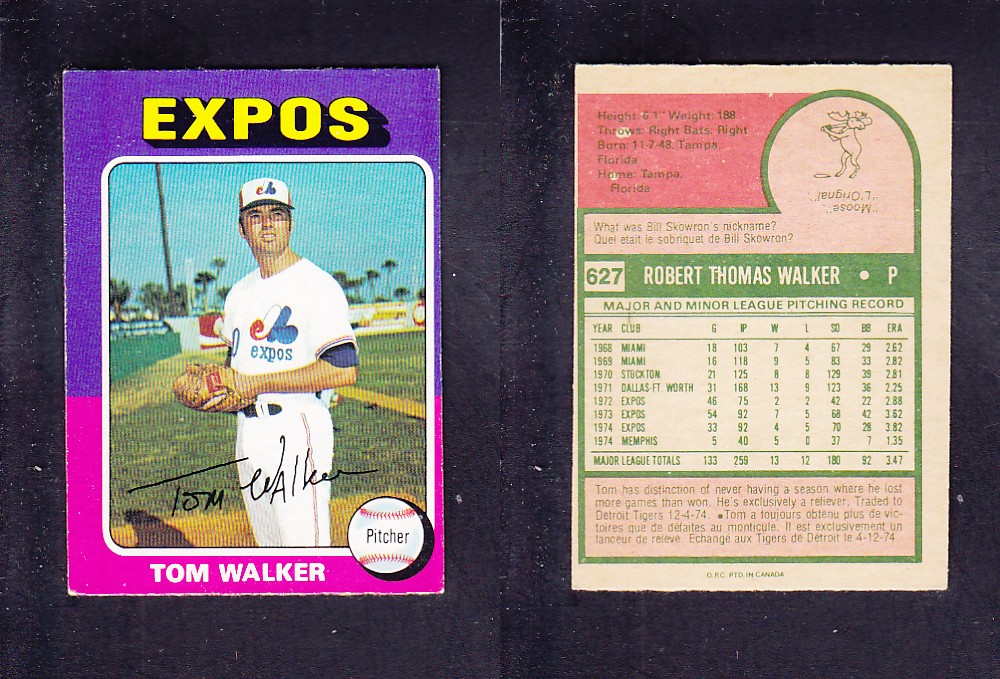 EXPOS
eb
eb
expos
Tom Walker
Pitcher
TOM WALKER
Height: 6'1" Weight: 188
Throws: Right Bats: Right
Born: 11-7-48, Tampa,
Florida
Home: Tampa,
Florida
"Moose"
"L'Orignal"
What was Bill Skowron's nickname?
Quel etait le sobriquet de Bill Skowron?
627 ROBERT THOMAS WALKER • P
MAJOR AND MINOR LEAGUE PITCHING RECORD
YEAR CLUB G IP W L SO BB ERA
1968 MIAMI 18 103 7 4 67 29 2.62
1969 MIAMI 16 118 9 5 83 33 2.82
1970 STOCKTON 21 125 8 8 129 39 2.81
1971 DALLAS-FT. WORTH 31 168 13 9 123 36 2.25
1972 EXPOS 46 75 2 2 42 22 2.88
1973 EXPOS 54 92 7 5 68 42 3.62
1974 EXPOS 33 92 4 5 70 28 3.82
1974 MEMPHIS 5 40 5 0 37 7 1.35
MAJOR LEAGUE TOTALS 133 259 13 12 180 92 3.47
Tom has distinction of never having a season where he lost
more games than won. He's exclusively a reliever. Traded to
Detroit Tigers 12-4-74. •Tom a toujours obtenu plus de vic-
toires que de defaites au monticule. Il est exclusivement un
lanceur de relève. Echangé aux Tigers de Détroit le 4-12-74.
O.P.C. PTD. IN CANADA